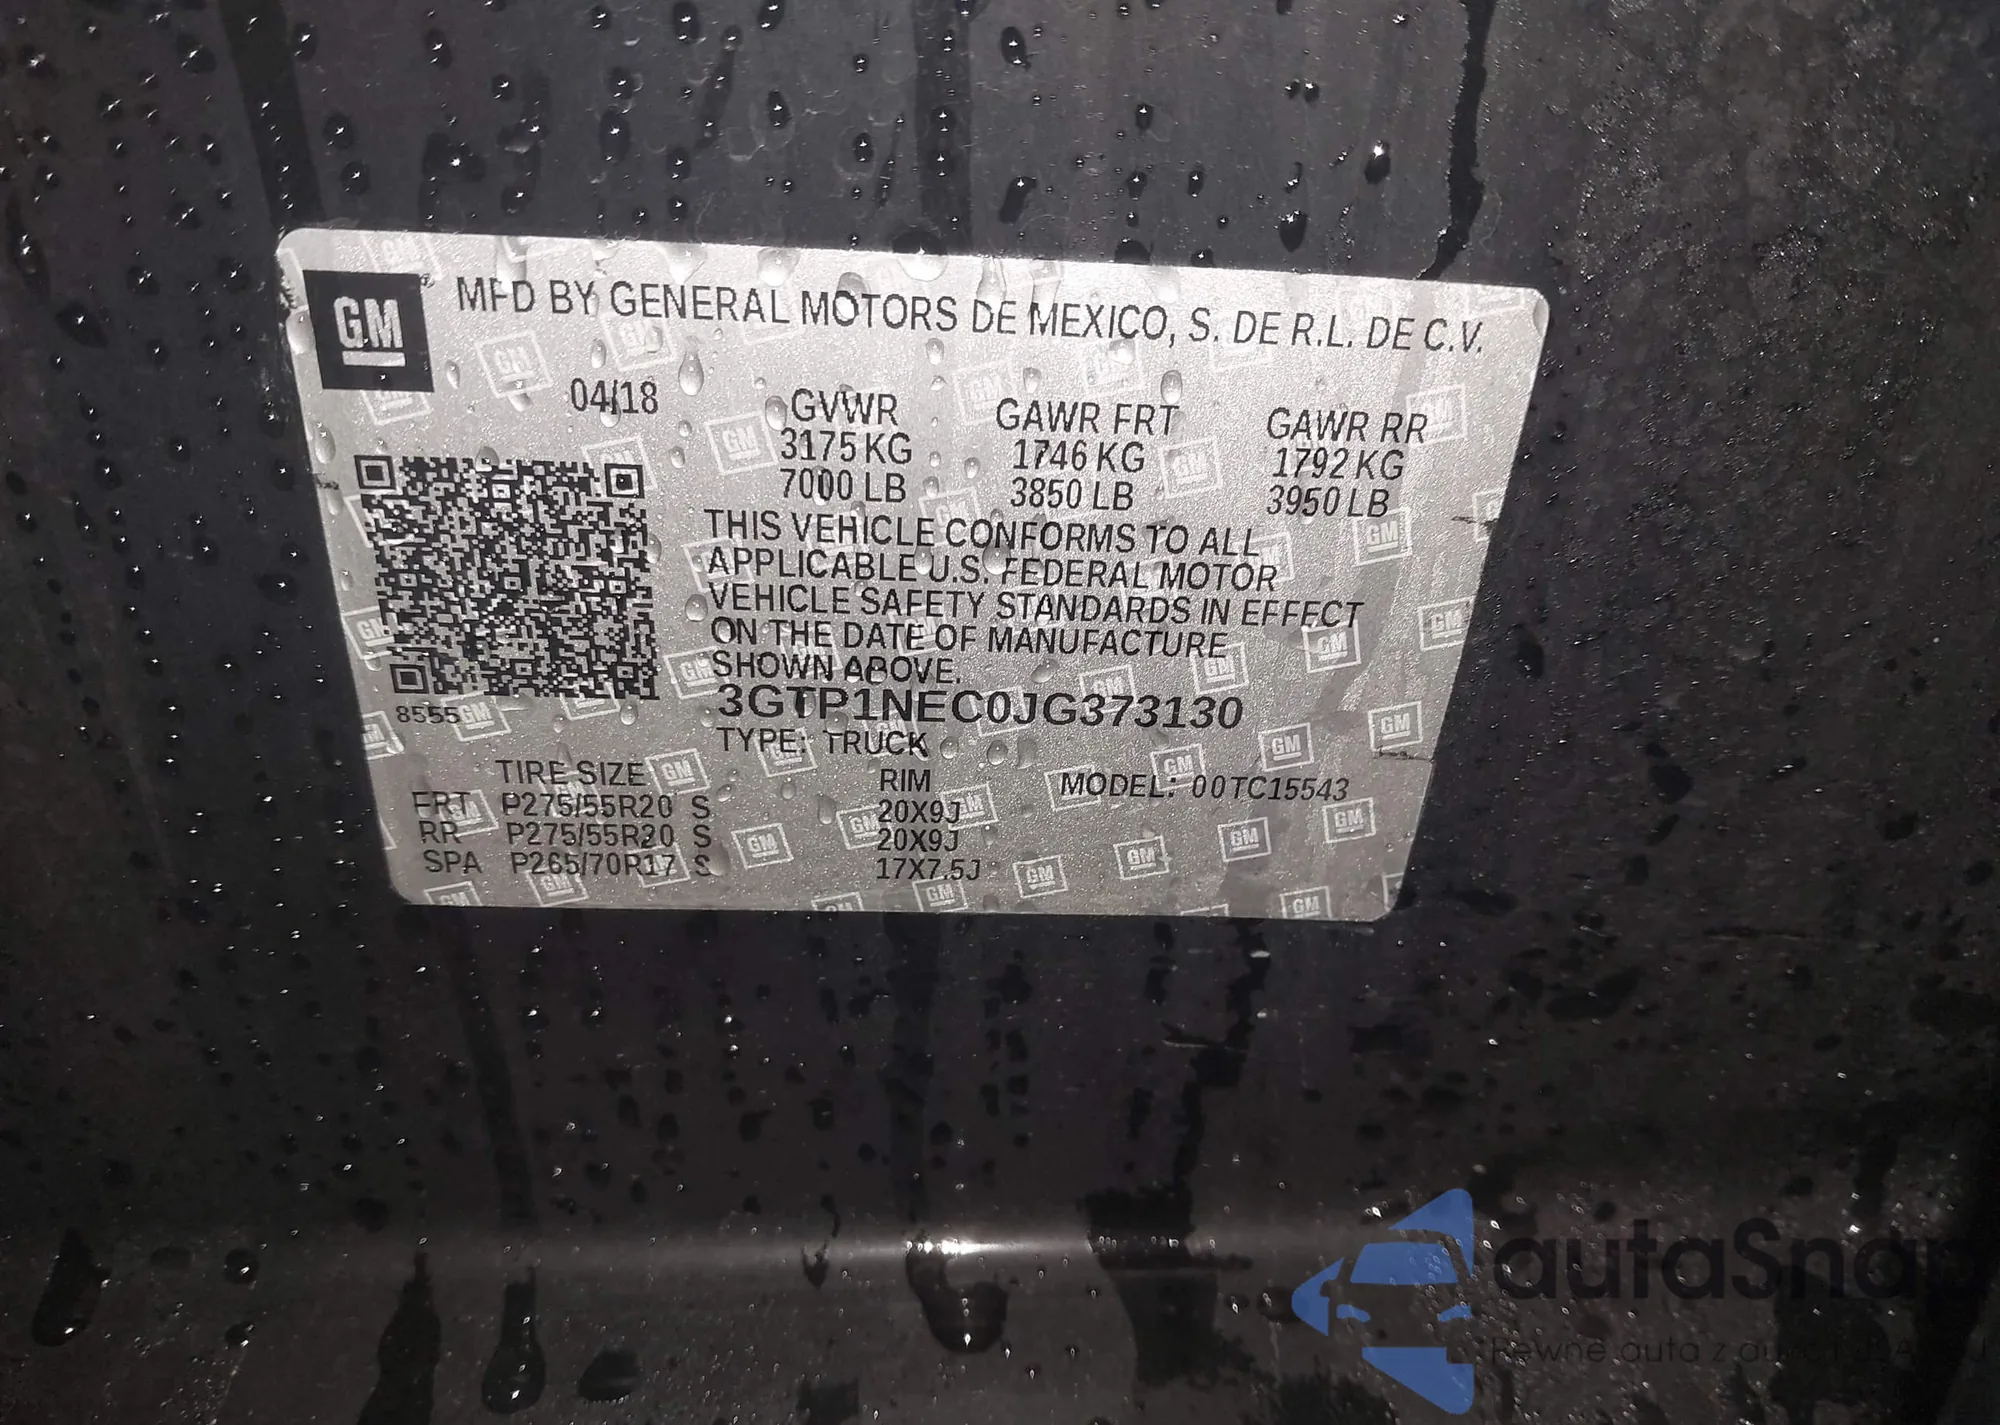 GM
MFD BY GENERAL MOTORS DE MEXICO, S. DE R.L. DE C.V.
04/18
GVWR GAWR FRT GAWR RR
3175 KG 1746 KG 1792 KG
7000 LB 3850 LB 3950 LB
THIS VEHICLE CONFORMS TO ALL
APPLICABLE U.S. FEDERAL MOTOR
VEHICLE SAFETY STANDARDS IN EFFECT
ON THE DATE OF MANUFACTURE
SHOWN ABOVE.
8555
3GTP1NEC0JG373130
TYPE: TRUCK
TIRE SIZE RIM MODEL: 00TC15543
FRT P275/55R20 S 20X9J
RR P275/55R20 S 20X9J
SPA P265/70R17 S 17X7.5J
autaSnap
Pewne auta z